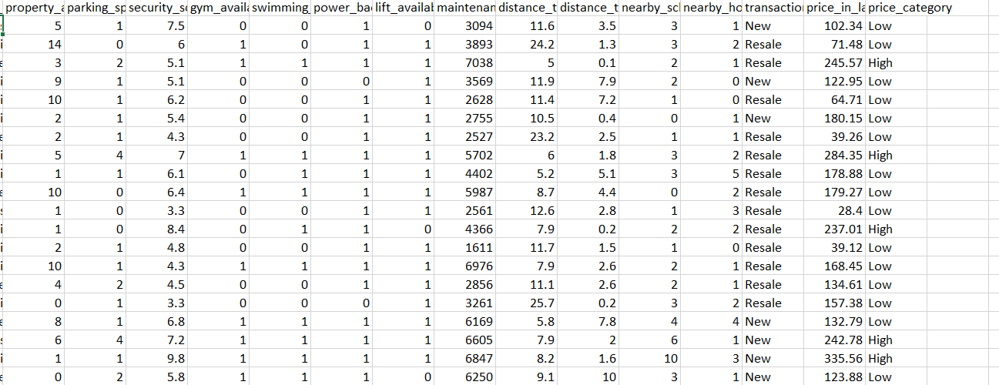 property_a parking_sp security_sc gym_availa swimming_ power_bac lift_availab maintenan distance_t distance_t nearby_scl nearby_ho transaction price_in_la price_category
5 1 7.5 0 0 1 0 3094 11.6 3.5 3 1 New 102.34 Low
14 0 6 1 0 1 1 3893 24.2 1.3 3 2 Resale 71.48 Low
3 2 5.1 1 1 1 1 7038 5 0.1 2 1 Resale 245.57 High
9 1 5.1 0 0 0 1 3569 11.9 7.9 2 0 New 122.95 Low
10 1 6.2 0 0 1 1 2628 11.4 7.2 1 0 Resale 64.71 Low
2 1 5.4 0 0 1 1 2755 10.5 0.4 0 1 New 180.15 Low
2 1 4.3 0 0 1 1 2527 23.2 2.5 1 1 Resale 39.26 Low
5 4 7 1 1 1 1 5702 6 1.8 3 2 Resale 284.35 High
1 1 6.1 0 1 1 1 4402 5.2 5.1 3 5 Resale 178.88 Low
10 0 6.4 1 1 1 1 5987 8.7 4.4 0 2 Resale 179.27 Low
1 0 3.3 0 0 1 1 2561 12.6 2.8 1 3 Resale 28.4 Low
1 0 8.4 0 1 1 0 4366 7.9 0.2 2 2 Resale 237.01 High
2 1 4.8 0 0 1 1 1611 11.7 1.5 1 0 Resale 39.12 Low
10 1 4.3 1 1 1 1 6976 7.9 2.6 2 1 Resale 168.45 Low
4 2 4.5 0 0 1 1 2856 11.1 2.6 2 1 Resale 134.61 Low
0 1 3.3 0 0 0 1 3261 25.7 0.2 3 2 Resale 157.38 Low
8 1 6.8 1 1 1 1 6169 5.8 7.8 4 4 New 132.79 Low
6 4 7.2 1 1 1 1 6605 7.9 2 6 1 New 242.78 High
1 1 9.8 1 1 1 1 6847 8.2 1.6 10 3 New 335.56 High
0 2 5.8 1 1 1 0 6250 9.1 10 3 1 New 123.88 Low